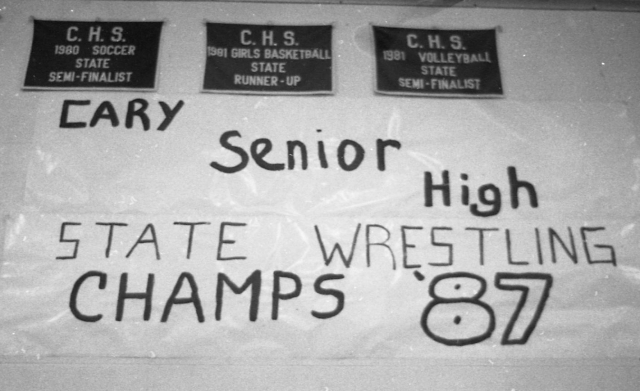 C.H.S.
1980 SOCCER
STATE
SEMI-FINALIST
C.H.S.
1981 GIRLS BASKETBALL
STATE
RUNNER-UP
C.H.S.
1981 VOLLEYBALL
STATE
SEMI-FINALIST
CARY
Senior
High
STATE WRESTLING
CHAMPS '87